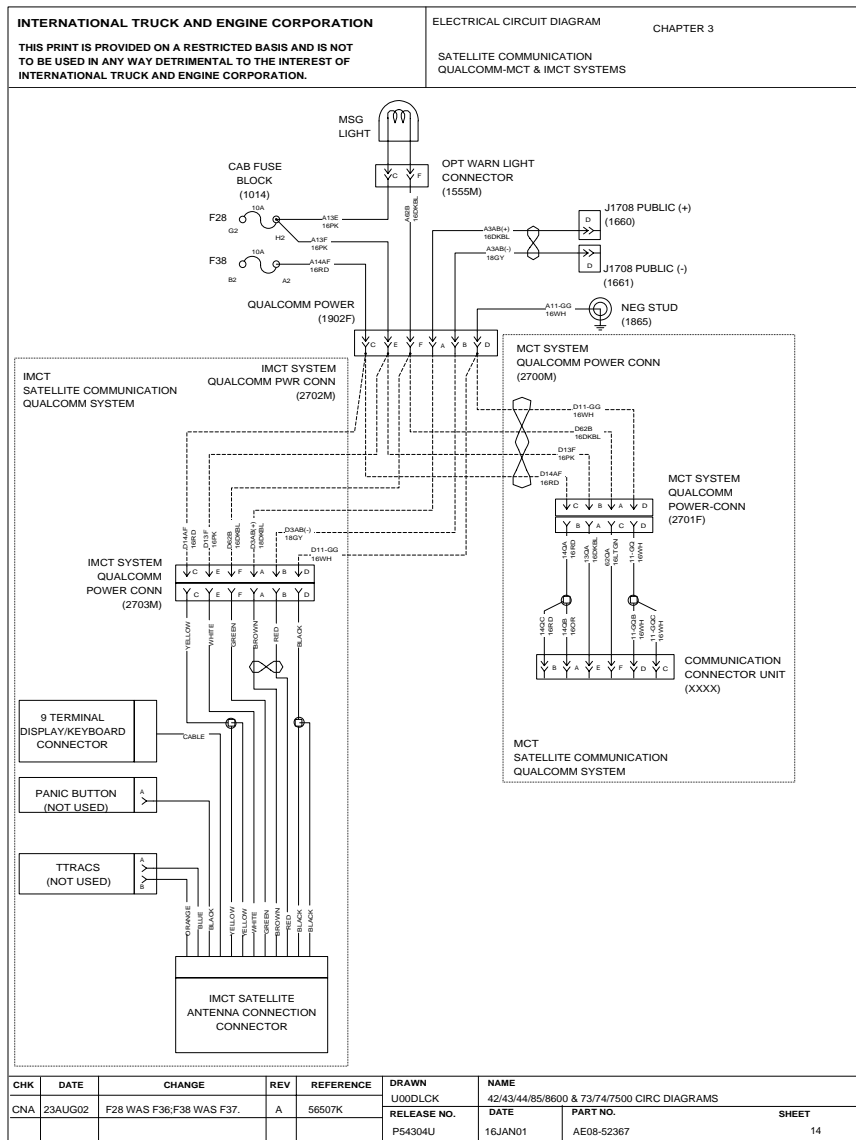 INTERNATIONAL TRUCK AND ENGINE CORPORATION
THIS PRINT IS PROVIDED ON A RESTRICTED BASIS AND IS NOT
TO BE USED IN ANY WAY DETRIMENTAL TO THE INTEREST OF
INTERNATIONAL TRUCK AND ENGINE CORPORATION.
ELECTRICAL CIRCUIT DIAGRAM
CHAPTER 3
SATELLITE COMMUNICATION
QUALCOMM-MCT & IMCT SYSTEMS
MSG
LIGHT
C F
OPT WARN LIGHT
CONNECTOR
(1555M)
CAB FUSE
BLOCK
(1014)
10A
F28
G2
H2
A13E
16PK
A13F
16PK
10A
F38
B2
A2
A14AF
16RD
A62B
16DKBL
A3AB(+)
16DKBL
A3AB(-)
18GY
D
J1708 PUBLIC (+)
(1660)
D
J1708 PUBLIC (-)
(1661)
A11-GG
16WH
NEG STUD
(1865)
QUALCOMM POWER
(1902F)
C E F A B D
IMCT
SATELLITE COMMUNICATION
QUALCOMM SYSTEM
IMCT SYSTEM
QUALCOMM PWR CONN
(2702M)
MCT SYSTEM
QUALCOMM POWER CONN
(2700M)
D11-GG
16WH
D62B
16DKBL
D13F
16PK
D14AF
16RD
MCT SYSTEM
QUALCOMM
POWER-CONN
(2701F)
C B A D
B A C D
14QA
16RD
13QA
16DKBL
62QA
16LTGN
11-GQ
16WH
14QC
16RD
14QB
16OR
11-GQB
16WH
11-GQC
16WH
B A E F D C
COMMUNICATION
CONNECTOR UNIT
(XXXX)
MCT
SATELLITE COMMUNICATION
QUALCOMM SYSTEM
D14AF
16RD
D13F
16PK
D62B
16DKBL
D3AB(+)
18DKBL
D3AB(-)
18GY
D11-GG
16WH
IMCT SYSTEM
QUALCOMM
POWER CONN
(2703M)
C E F A B D
C E F A B D
YELLOW
WHITE
GREEN
BROWN
RED
BLACK
9 TERMINAL
DISPLAY/KEYBOARD
CONNECTOR
CABLE
PANIC BUTTON
(NOT USED)
A
TTRACS
(NOT USED)
A
B
ORANGE
BLUE
BLACK
YELLOW
YELLOW
WHITE
GREEN
BROWN
RED
BLACK
BLACK
IMCT SATELLITE
ANTENNA CONNECTION
CONNECTOR
CHK DATE CHANGE REV REFERENCE
CNA 23AUG02 F28 WAS F36;F38 WAS F37. A 56507K
DRAWN
U00DLCK
NAME
42/43/44/85/8600 & 73/74/7500 CIRC DIAGRAMS
RELEASE NO.
P54304U
DATE
16JAN01
PART NO.
AE08-52367
SHEET
14